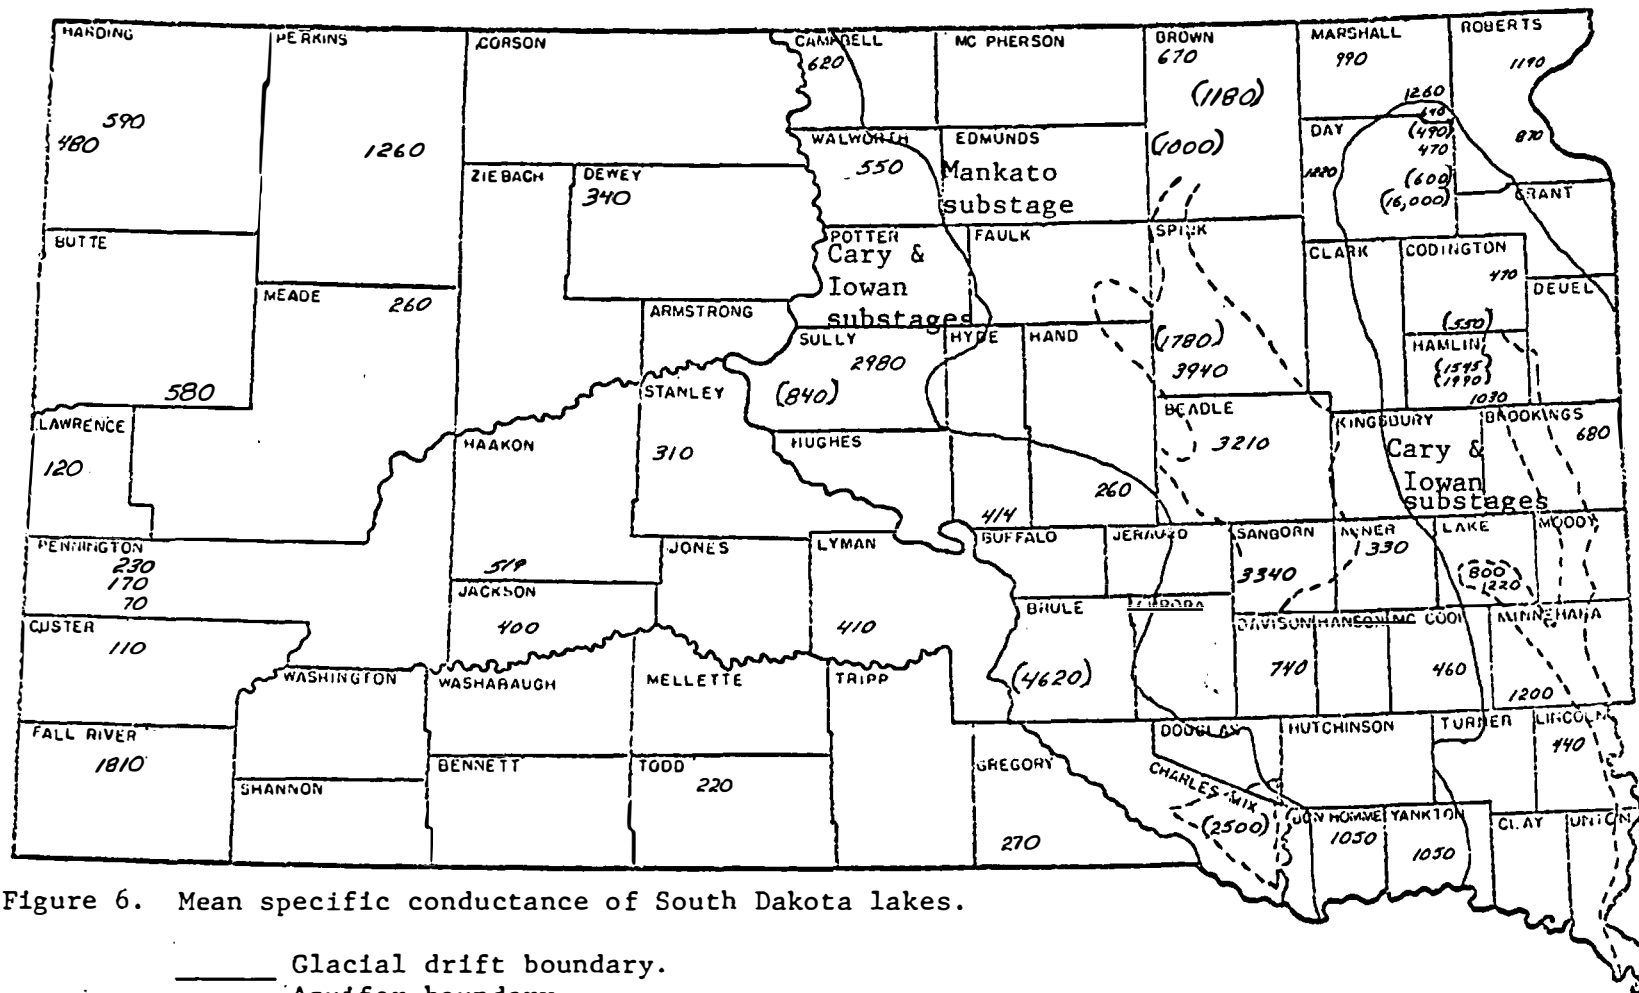 HARDING
PERKINS
CORSON
CAMPBELL
MC PHERSON
BROWN
MARSHALL
ROBERTS
620
670
990
1190
(1180)
1260
590
480
1260
WALWORTH
EDMUNDS
(1000)
DAY
(490)
470
870
ZIEBACH
DEWEY
340
550
Mankato
substage
1220
(600)
(16,000)
GRANT
BUTTE
POTTER
FAULK
SPINK
CLARK
CODINGTON
Cary &
Iowan
substages
470
DEUEL
MEADE
260
ARMSTRONG
(550)
SULLY
HYDE
HAND
(1780)
HAMLIN
2980
3940
(1545)
(1990)
580
STANLEY
(840)
1030
LAWRENCE
BEADLE
KINGSBURY
BROOKINGS
HAAKON
HUGHES
3210
680
120
310
Cary &
Iowan
substages
260
414
PENNINGTON
JONES
LYMAN
BUFFALO
JERAULD
SANBORN
MINER
LAKE
MOODY
230
170
70
519
3340
330
800
1220
JACKSON
400
BRULE
AURORA
CUSTER
110
410
DAVISON
HANSON
MC COOK
MINNEHAHA
WASHINGTON
WASHABAUGH
MELLETTE
TRIPP
(4620)
740
460
1200
FALL RIVER
1810
DOUGLAS
HUTCHINSON
TURNER
LINCOLN
440
BENNETT
TODD
220
GREGORY
CHARLES MIX
SHANNON
(2500)
BON HOMME
YANKTON
CLAY
UNION
270
1050
1050
Figure 6. Mean specific conductance of South Dakota lakes.
Glacial drift boundary.
Aquifer boundary